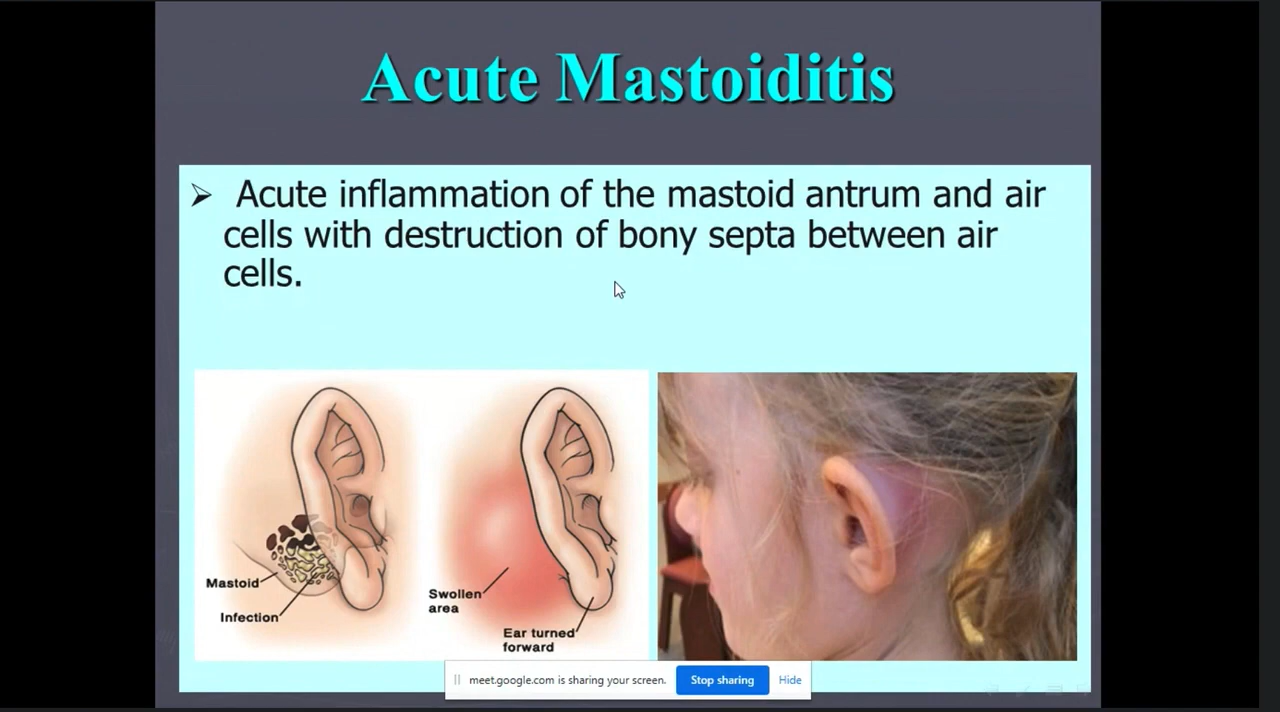 Acute Mastoiditis
➢ Acute inflammation of the mastoid antrum and air
cells with destruction of bony septa between air
cells.
Mastoid
Infection
Swollen
area
Ear turned
forward
meet.google.com is sharing your screen.
Stop sharing
Hide